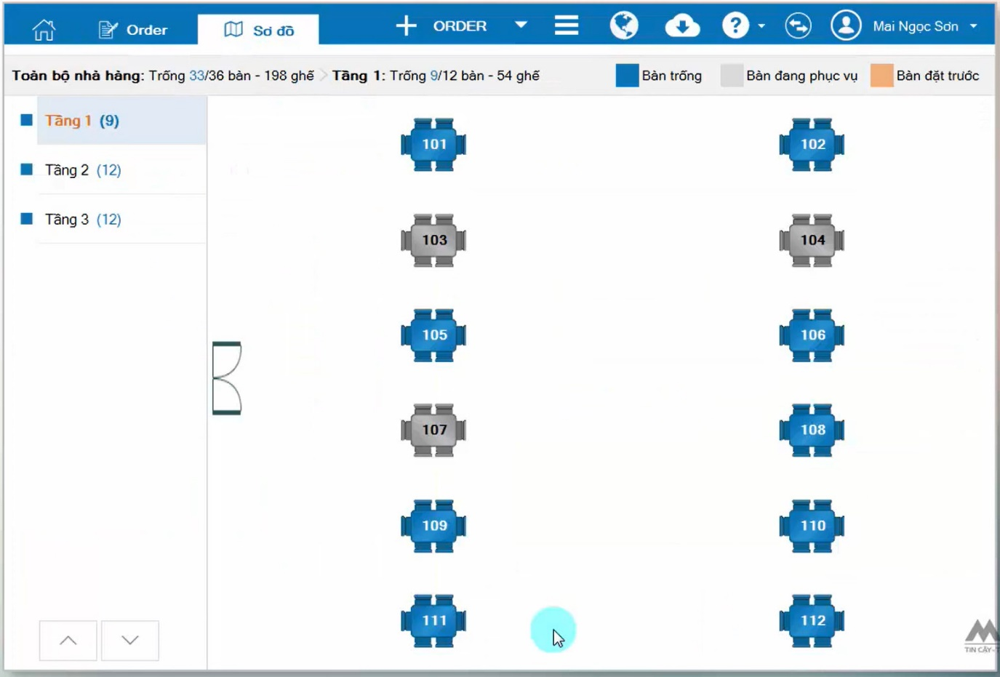 Order
Sơ đồ
ORDER
?
Mai Ngọc Sơn
Toàn bộ nhà hàng: Trống 33/36 bàn - 198 ghế
Tầng 1: Trống 9/12 bàn - 54 ghế
Bàn trống
Bàn đang phục vụ
Bàn đặt trước
Tầng 1 (9)
Tầng 2 (12)
Tầng 3 (12)
101
102
103
104
105
106
107
108
109
110
111
112
TIN CẬY